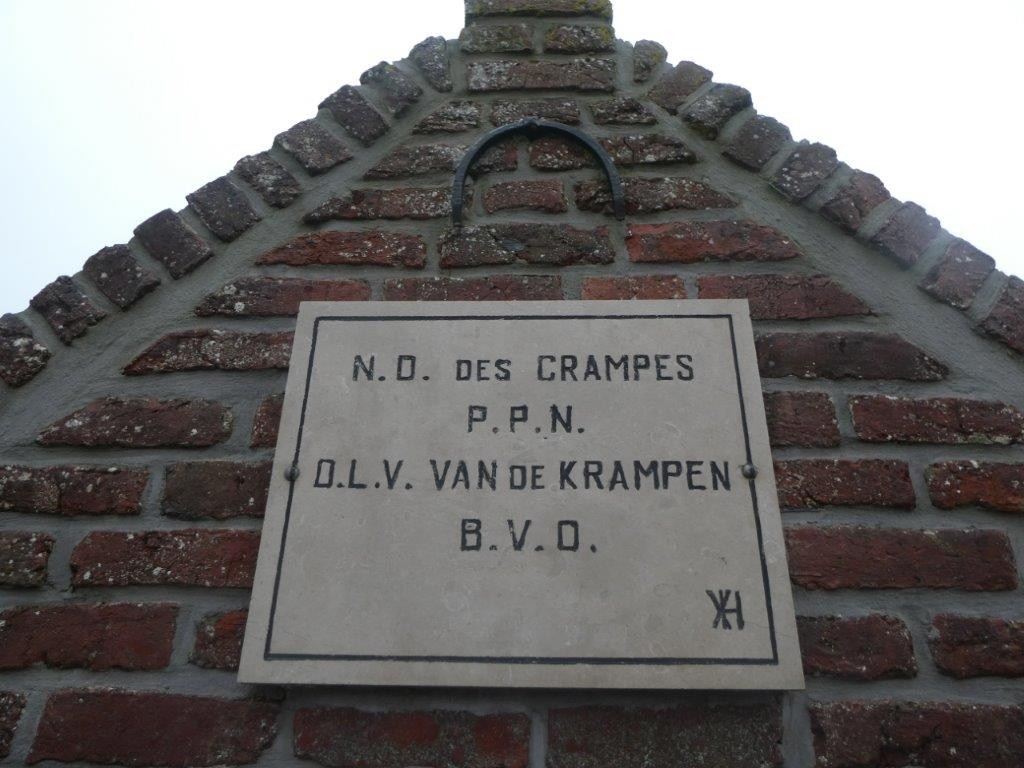 N.D. DES CRAMPES
P.P.N.
O.L.V. VAN DE KRAMPEN
B.V.O.